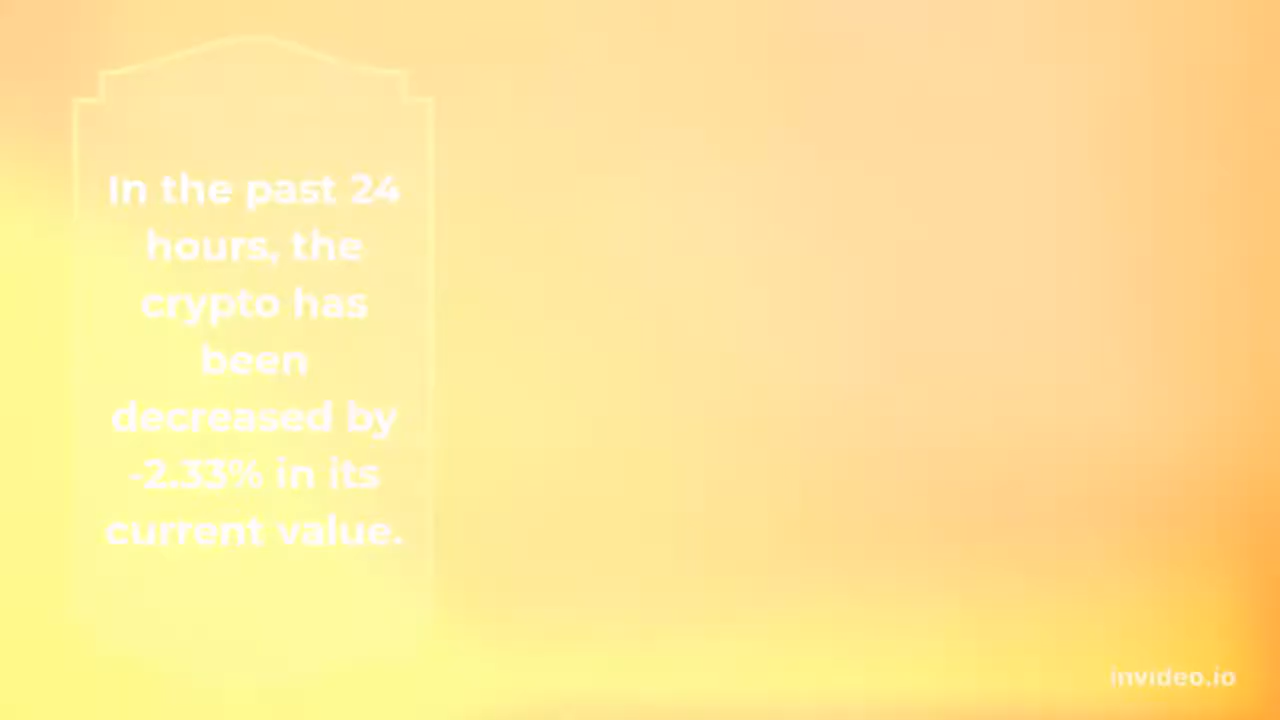 In the past 24
hours, the
crypto has
been
decreased by
-2.33% in its
current value.
invideo.io